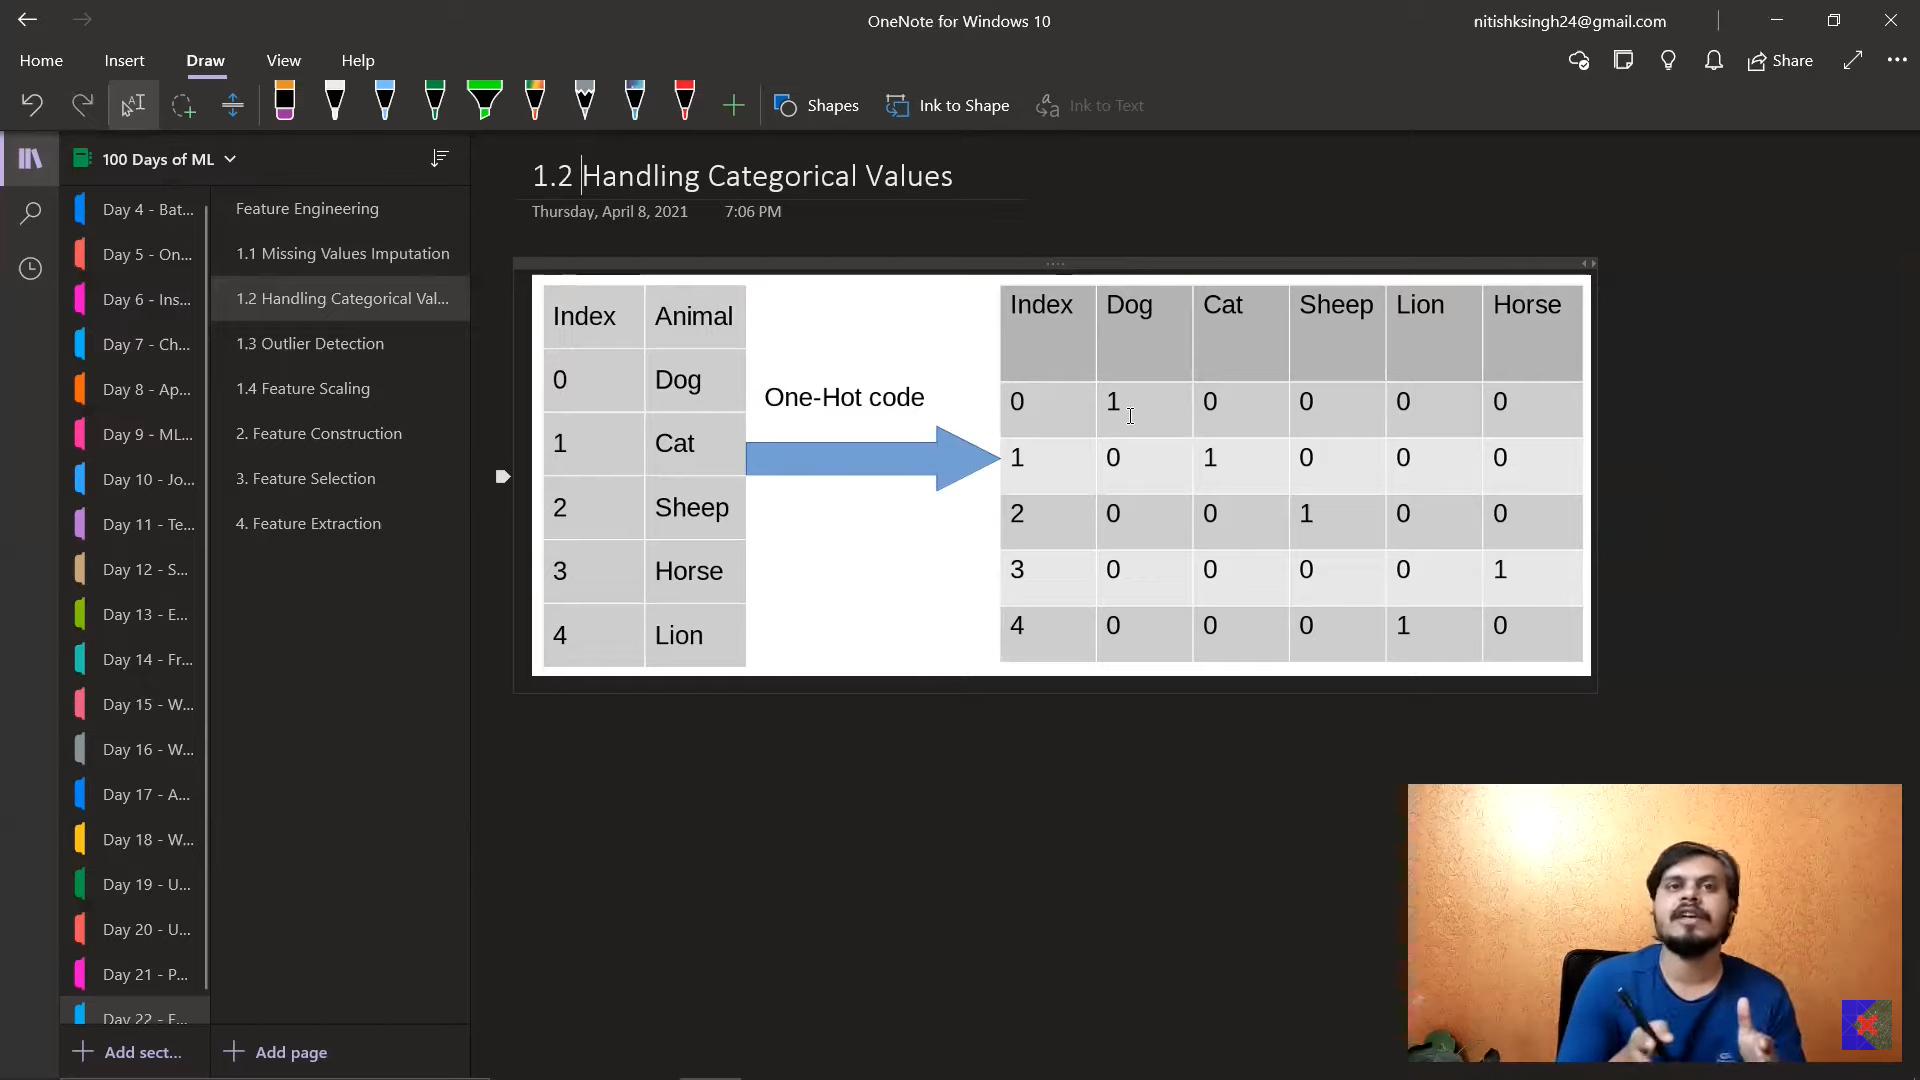 OneNote for Windows 10
nitishksingh24@gmail.com
Home
Insert
Draw
View
Help
Share
Shapes
Ink to Shape
Ink to Text
100 Days of ML
Day 4 - Bat...
Day 5 - On...
Day 6 - Ins...
Day 7 - Ch...
Day 8 - Ap...
Day 9 - ML...
Day 10 - Jo...
Day 11 - Te...
Day 12 - S...
Day 13 - E...
Day 14 - Fr...
Day 15 - W...
Day 16 - W...
Day 17 - A...
Day 18 - W...
Day 19 - U...
Day 20 - U...
Day 21 - P...
Day 22 - F...
Add sect...
Feature Engineering
1.1 Missing Values Imputation
1.2 Handling Categorical Val...
1.3 Outlier Detection
1.4 Feature Scaling
2. Feature Construction
3. Feature Selection
4. Feature Extraction
Add page
1.2 Handling Categorical Values
Thursday, April 8, 2021 7:06 PM
Index Animal
0 Dog
1 Cat
2 Sheep
3 Horse
4 Lion
One-Hot code
Index Dog Cat Sheep Lion Horse
0 1 0 0 0 0
1 0 1 0 0 0
2 0 0 1 0 0
3 0 0 0 0 1
4 0 0 0 1 0